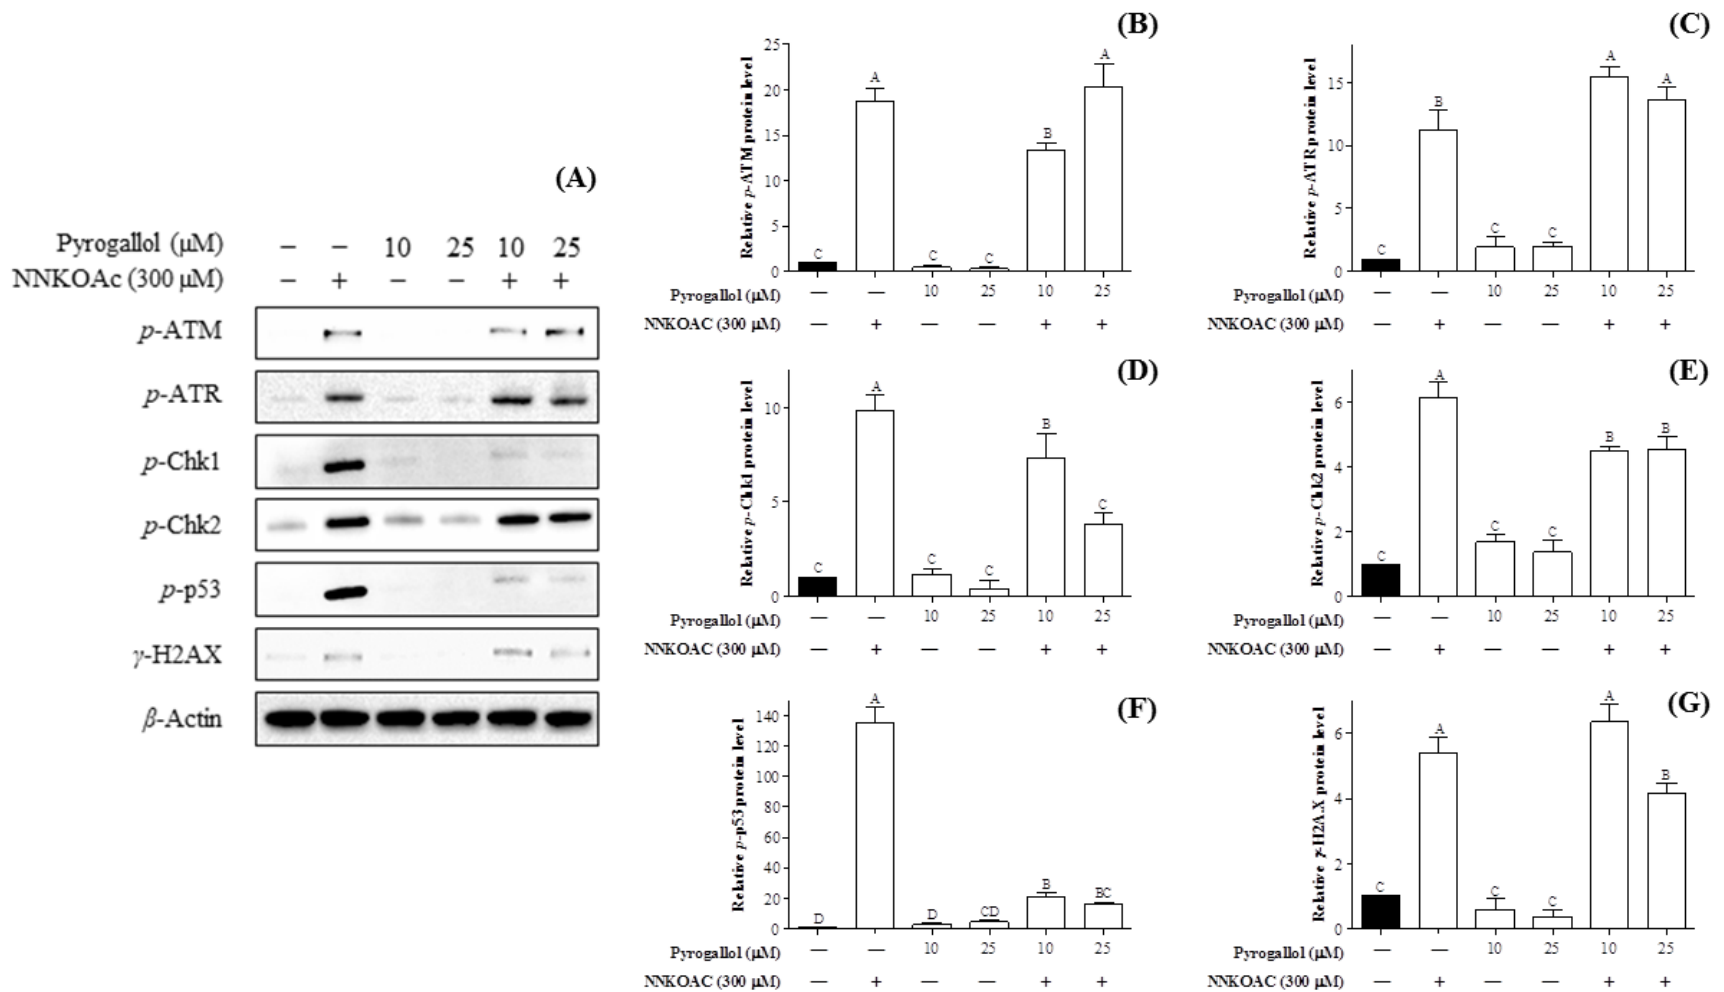 (A)
Pyrogallol (μM) – – 10 25 10 25
NNKOAc (300 μM) – + – – + +
p-ATM
p-ATR
p-Chk1
p-Chk2
p-p53
γ-H2AX
β-Actin
(B)
Relative p-ATM protein level
25
20
15
10
5
0
C A C C B A
Pyrogallol (μM) — — 10 25 10 25
NNKOAC (300 μM) — + — — + +
(C)
Relative p-ATR protein level
15
10
5
0
C B C C A A
Pyrogallol (μM) — — 10 25 10 25
NNKOAC (300 μM) — + — — + +
(D)
Relative p-Chk1 protein level
10
5
0
C A C C B C
Pyrogallol (μM) — — 10 25 10 25
NNKOAC (300 μM) — + — — + +
(E)
Relative p-Chk2 protein level
6
4
2
0
C A C C B B
Pyrogallol (μM) — — 10 25 10 25
NNKOAC (300 μM) — + — — + +
(F)
Relative p-p53 protein level
140
120
100
80
60
40
20
0
D A D CD B BC
Pyrogallol (μM) — — 10 25 10 25
NNKOAC (300 μM) — + — — + +
(G)
Relative γ-H2AX protein level
6
4
2
0
C A C C A B
Pyrogallol (μM) — — 10 25 10 25
NNKOAC (300 μM) — + — — + +